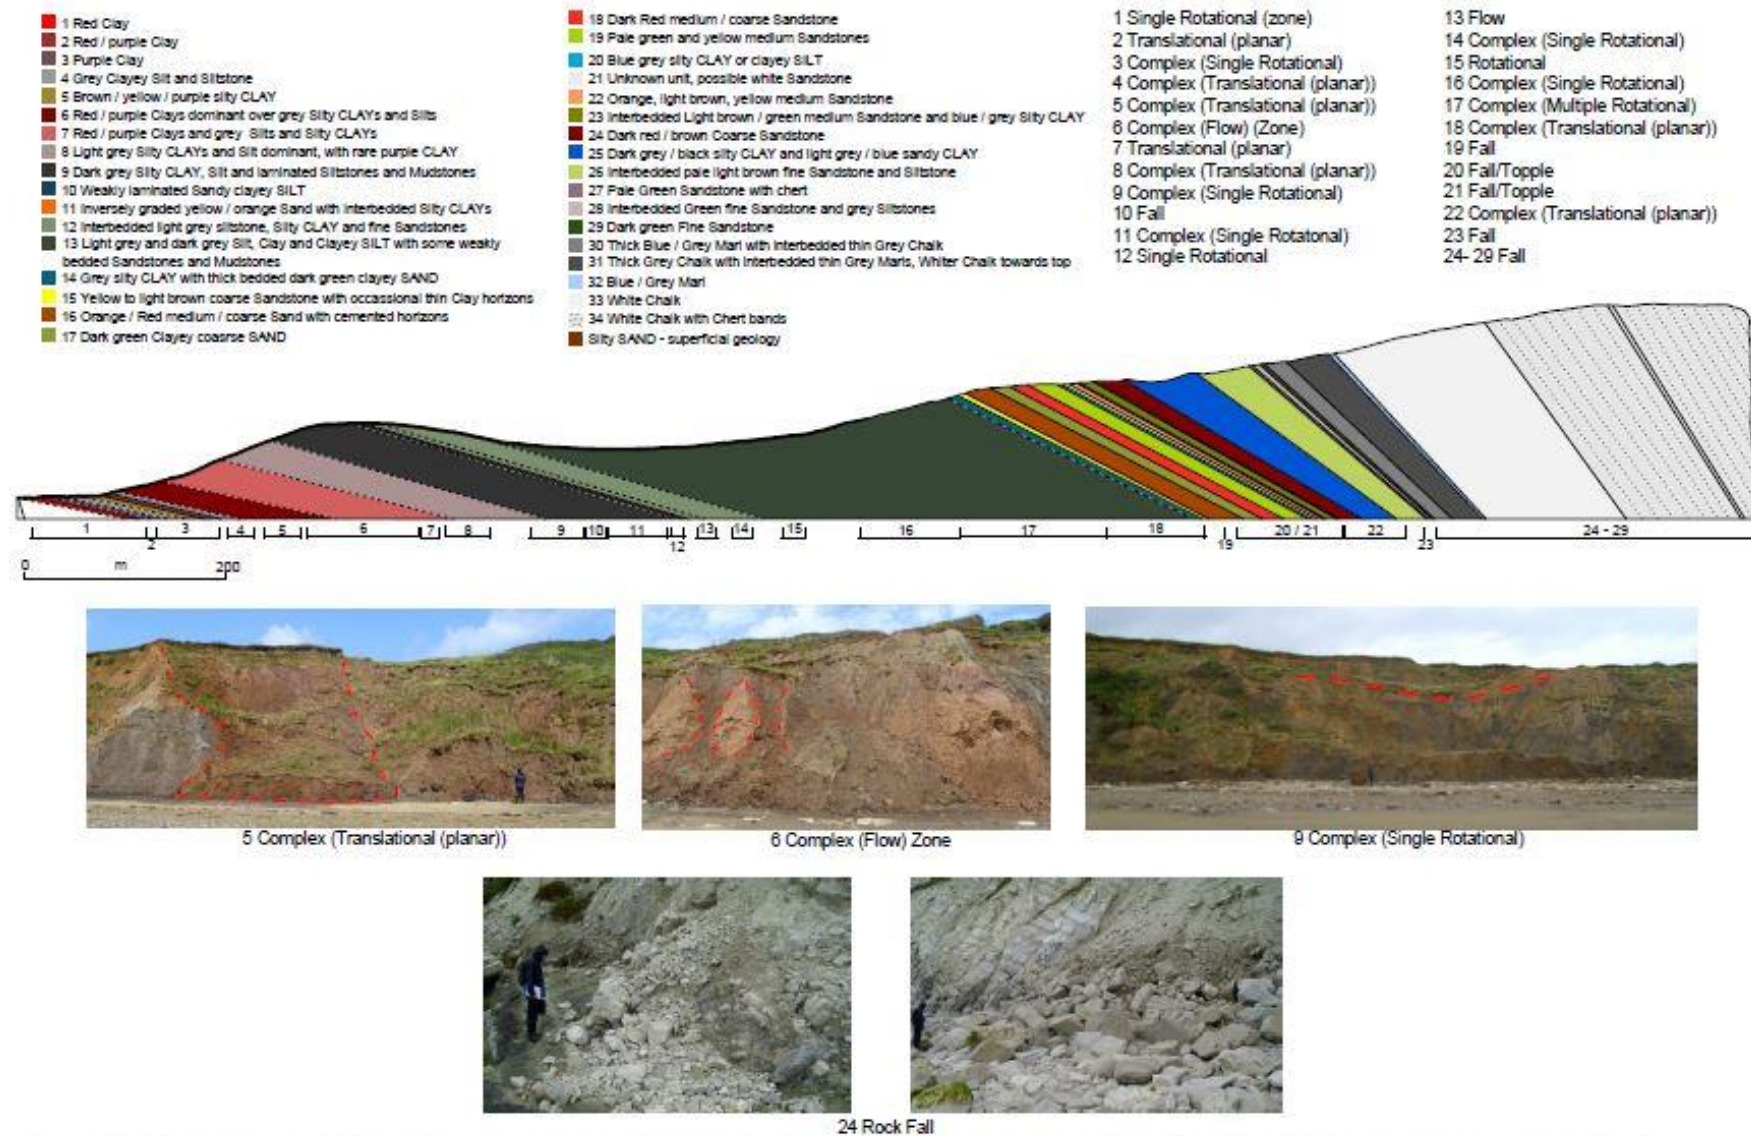 1 Red Clay
2 Red / purple Clay
3 Purple Clay
4 Grey Clayey Silt and Siltstone
5 Brown / yellow / purple silty CLAY
6 Red / purple Clays dominant over grey Silty CLAYs and Silts
7 Red / purple Clays and grey Silts and Silty CLAYs
8 Light grey Silty CLAYs and Silt dominant, with rare purple CLAY
9 Dark grey Silty CLAY, Silt and laminated Siltstones and Mudstones
10 Weakly laminated Sandy clayey SILT
11 Inversely graded yellow / orange Sand with Interbedded Silty CLAYs
12 Interbedded light grey siltstone, Silty CLAY and fine Sandstones
13 Light grey and dark grey Silt, Clay and Clayey SILT with some weakly
bedded Sandstones and Mudstones
14 Grey silty CLAY with thick bedded dark green clayey SAND
15 Yellow to light brown coarse Sandstone with occassional thin Clay horizons
16 Orange / Red medium / coarse Sand with cemented horizons
17 Dark green Clayey coasrse SAND
18 Dark Red medium / coarse Sandstone
19 Pale green and yellow medium Sandstones
20 Blue grey silty CLAY or clayey SILT
21 Unknown unit, possible white Sandstone
22 Orange, light brown, yellow medium Sandstone
23 Interbedded Light brown / green medium Sandstone and blue / grey Silty CLAY
24 Dark red / brown Coarse Sandstone
25 Dark grey / black silty CLAY and light grey / blue sandy CLAY
26 Interbedded pale light brown fine Sandstone and Siltstone
27 Pale Green Sandstone with chert
28 Interbedded Green fine Sandstone and grey Siltstones
29 Dark green Fine Sandstone
30 Thick Blue / Grey Marl with Interbedded thin Grey Chalk
31 Thick Grey Chalk with Interbedded thin Grey Marls, Whiter Chalk towards top
32 Blue / Grey Marl
33 White Chalk
34 White Chalk with Chert bands
Silty SAND - superficial geology
1 Single Rotational (zone)
2 Translational (planar)
3 Complex (Single Rotational)
4 Complex (Translational (planar))
5 Complex (Translational (planar))
6 Complex (Flow) (Zone)
7 Translational (planar)
8 Complex (Translational (planar))
9 Complex (Single Rotational)
10 Fall
11 Complex (Single Rotatonal)
12 Single Rotational
13 Flow
14 Complex (Single Rotational)
15 Rotational
16 Complex (Single Rotational)
17 Complex (Multiple Rotational)
18 Complex (Translational (planar))
19 Fall
20 Fall/Topple
21 Fall/Topple
22 Complex (Translational (planar))
23 Fall
24- 29 Fall
1 3 4 5 6 7 8 9 10 11 13 14 15 16 17 18 20 / 21 22 24 - 29
2 12 19 23
0 m 200
5 Complex (Translational (planar))
6 Complex (Flow) Zone
9 Complex (Single Rotational)
24 Rock Fall